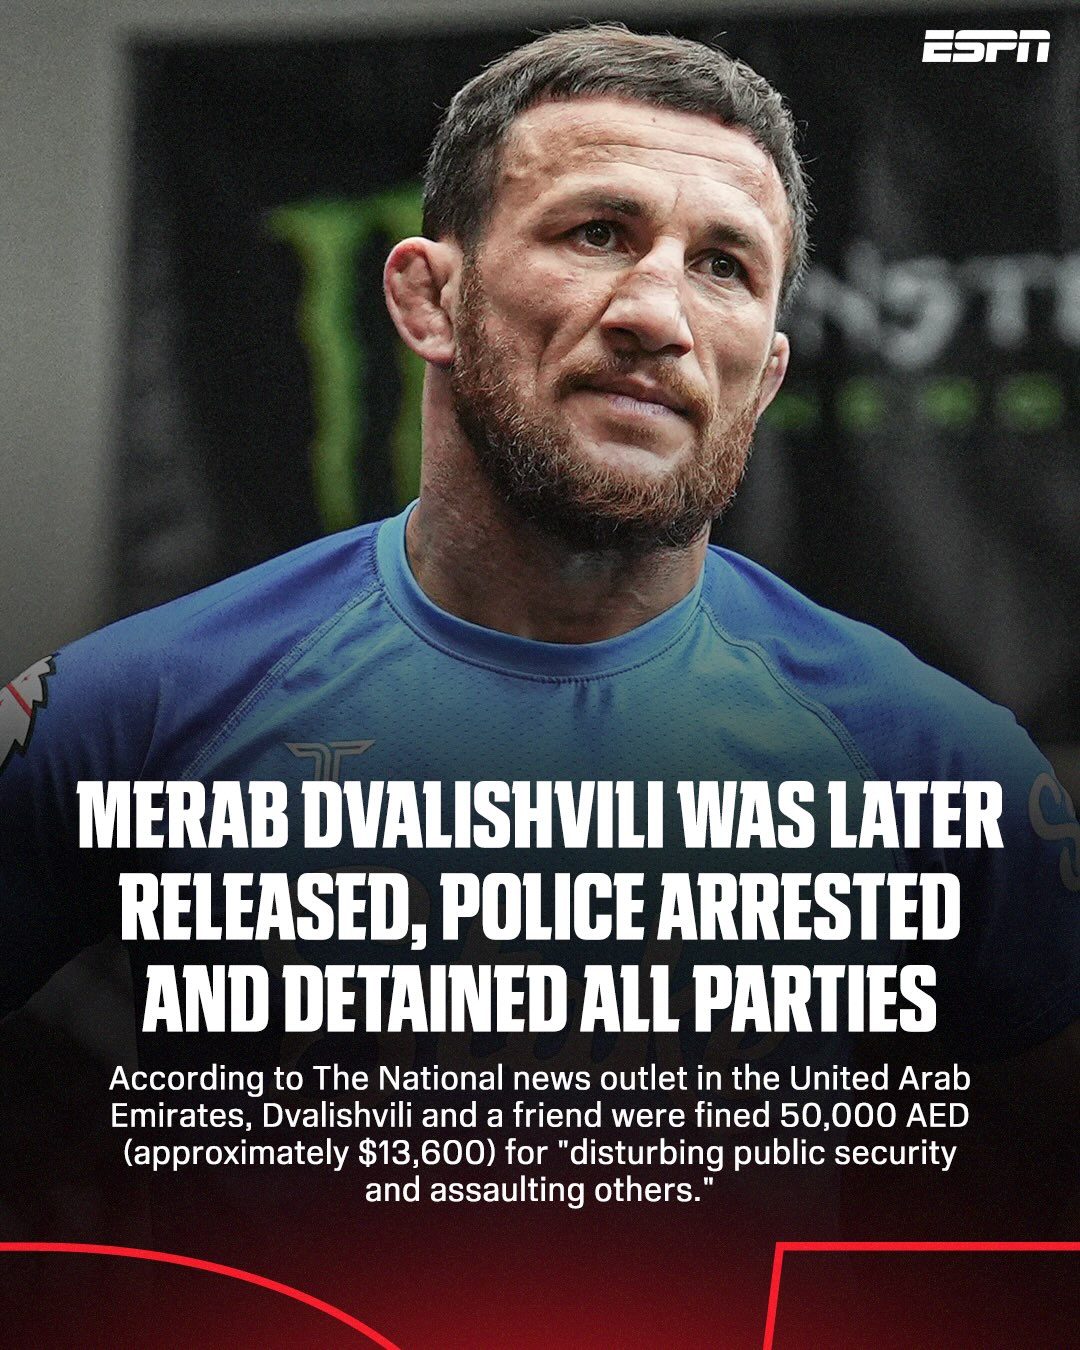 ESPN
MERAB DVALISHVILI WAS LATER
RELEASED, POLICE ARRESTED
AND DETAINED ALL PARTIES
According to The National news outlet in the United Arab
Emirates, Dvalishvili and a friend were fined 50,000 AED
(approximately $13,600) for "disturbing public security
and assaulting others."